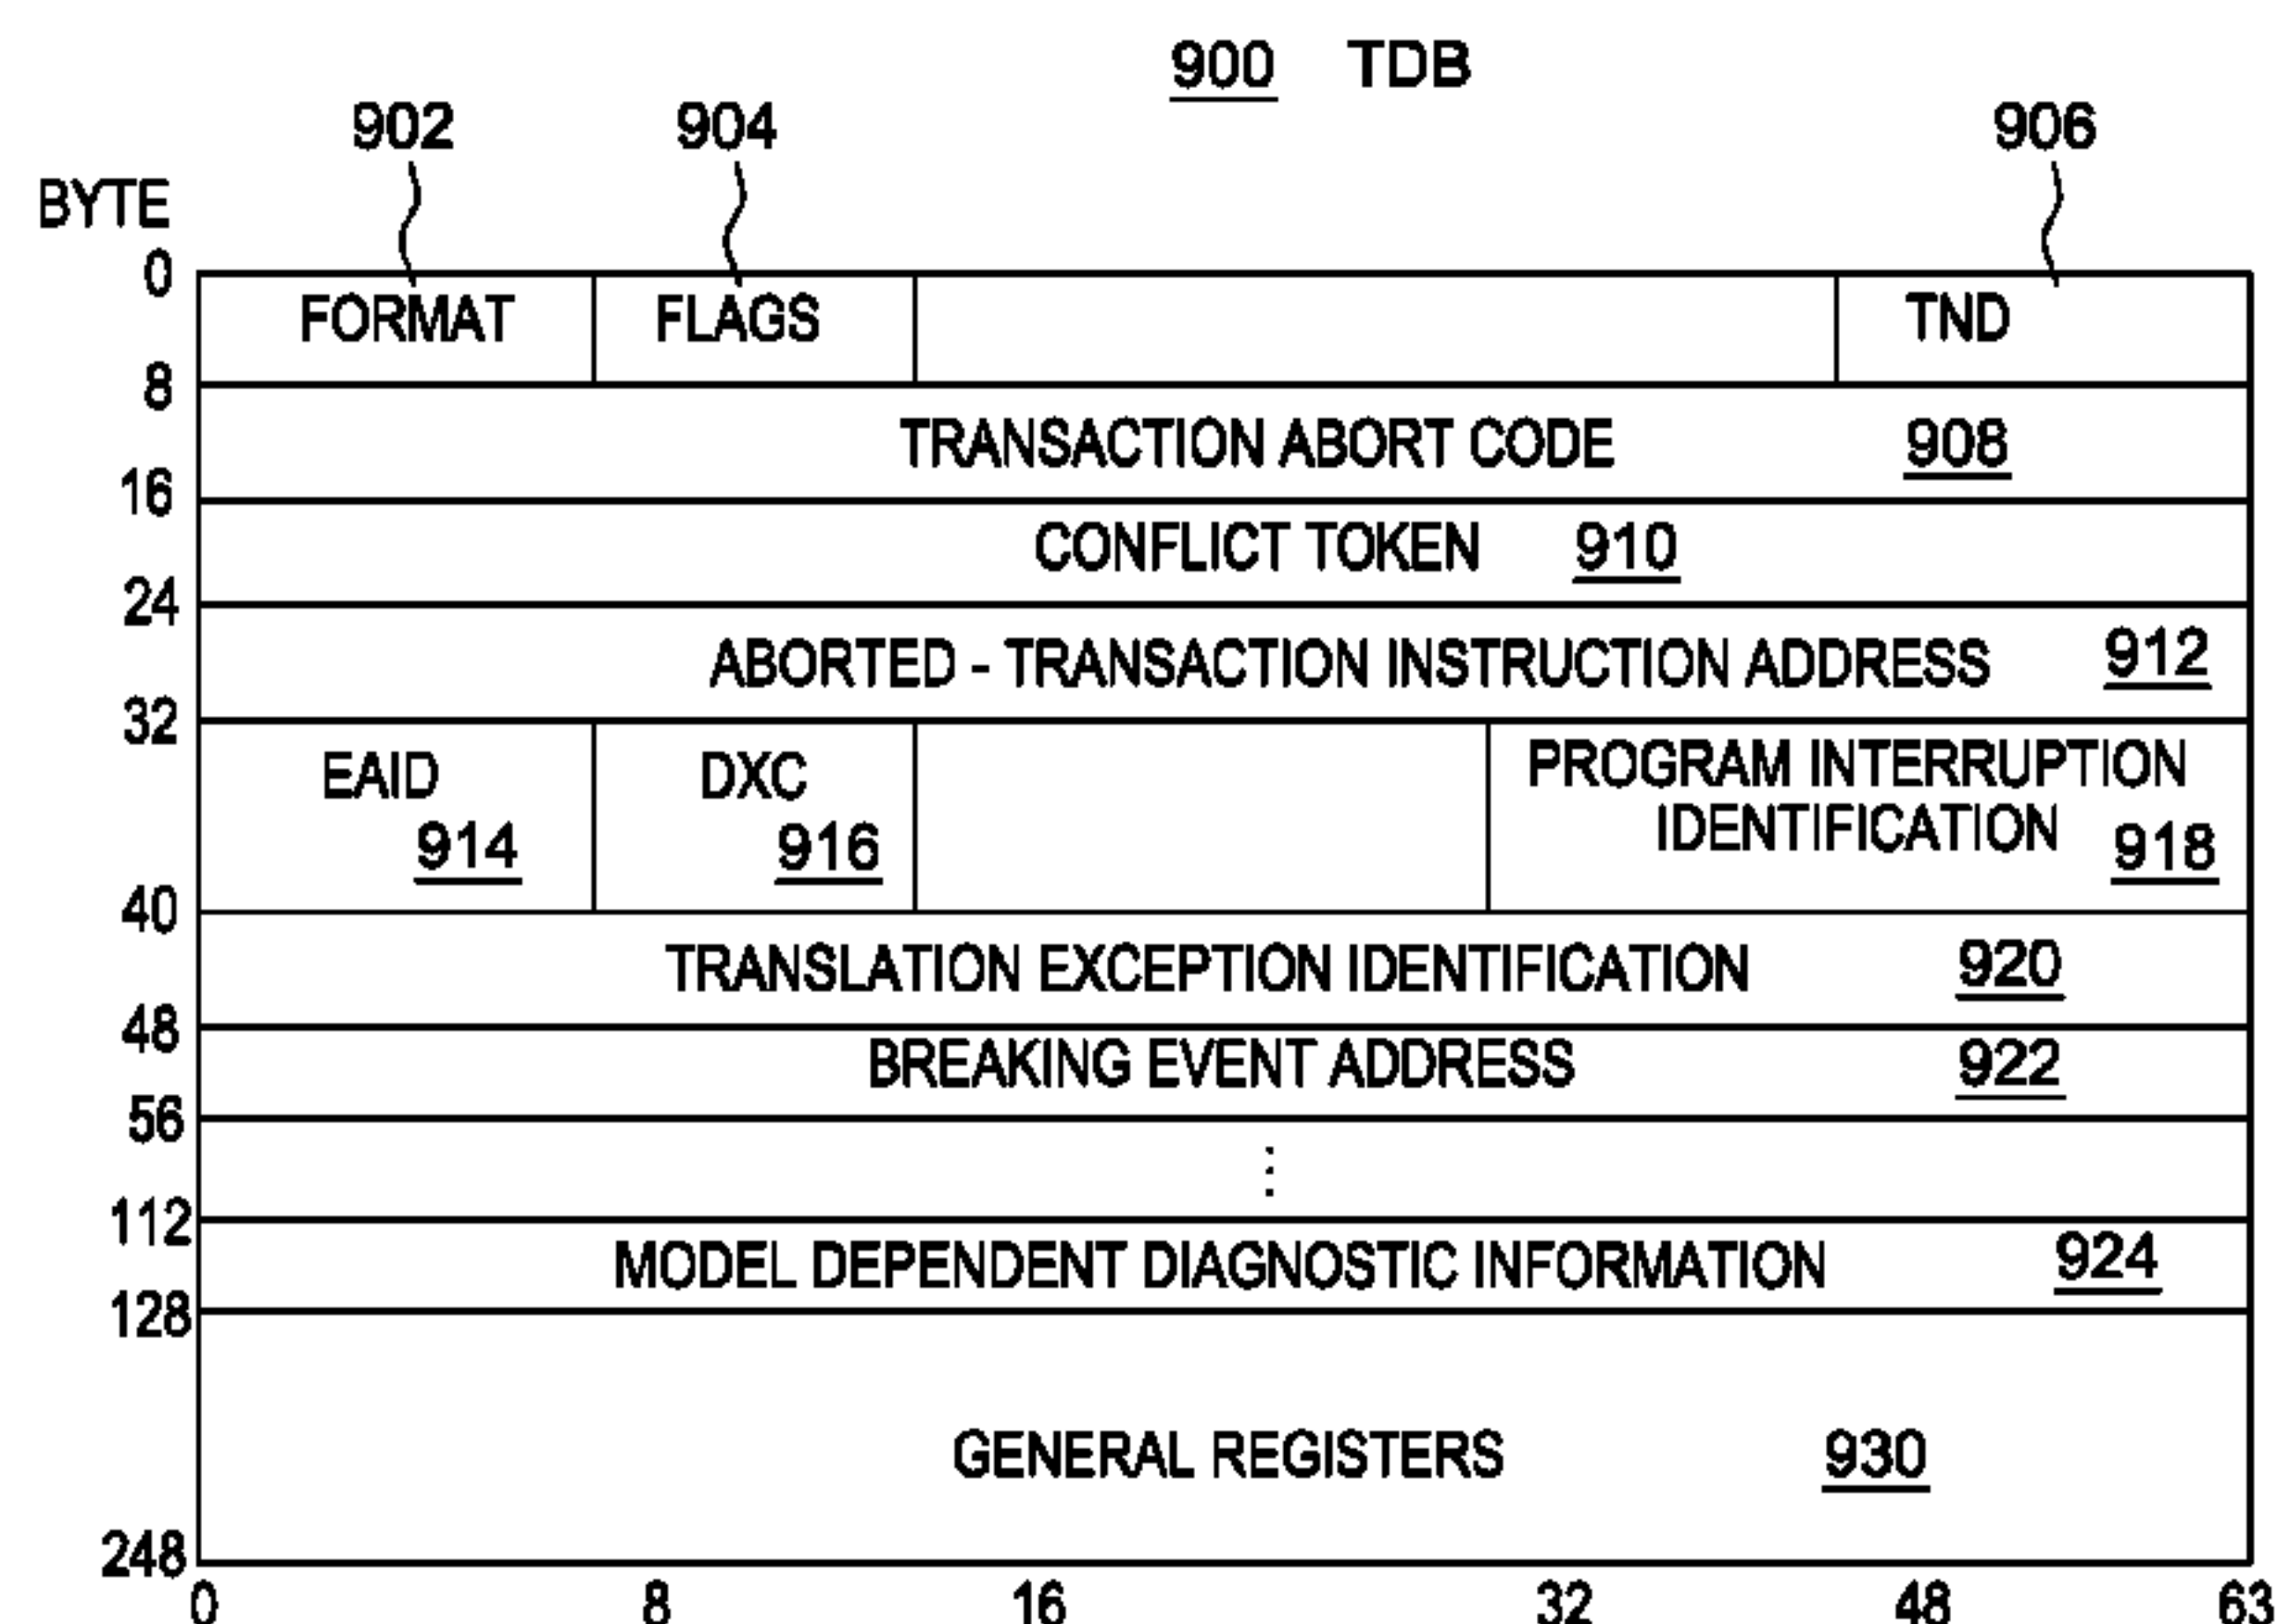 900 TDB
902 904 906
BYTE
0
FORMAT FLAGS TND
8
TRANSACTION ABORT CODE 908
16
CONFLICT TOKEN 910
24
ABORTED - TRANSACTION INSTRUCTION ADDRESS 912
32
EAID 914 DXC 916 PROGRAM INTERRUPTION IDENTIFICATION 918
40
TRANSLATION EXCEPTION IDENTIFICATION 920
48
BREAKING EVENT ADDRESS 922
56
⋮
112
MODEL DEPENDENT DIAGNOSTIC INFORMATION 924
128
GENERAL REGISTERS 930
248
0 8 16 32 48 63